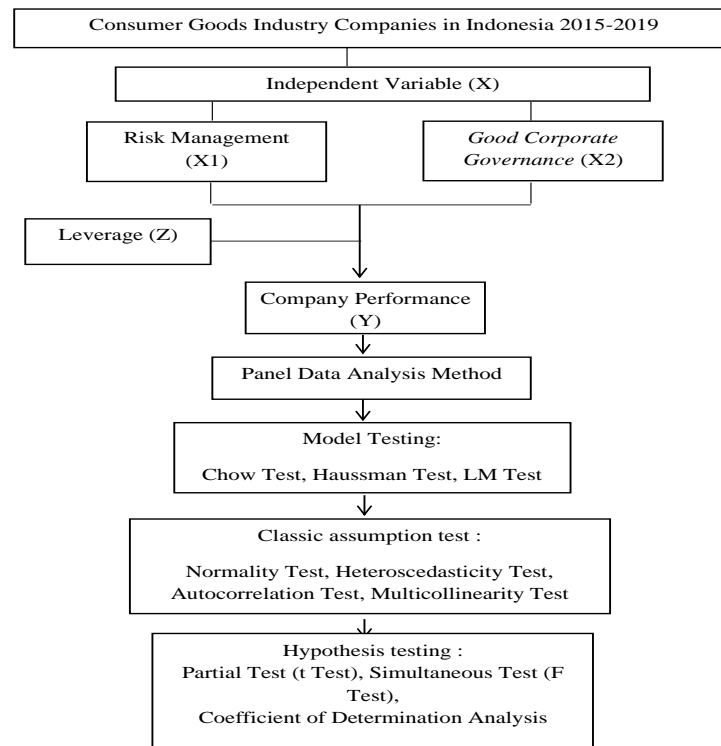 Consumer Goods Industry Companies in Indonesia 2015-2019
Independent Variable (X)
Risk Management
(X1)
Good Corporate
Governance (X2)
Leverage (Z)
Company Performance
(Y)
Panel Data Analysis Method
Model Testing:
Chow Test, Haussman Test, LM Test
Classic assumption test :
Normality Test, Heteroscedasticity Test,
Autocorrelation Test, Multicollinearity Test
Hypothesis testing :
Partial Test (t Test), Simultaneous Test (F
Test),
Coefficient of Determination Analysis